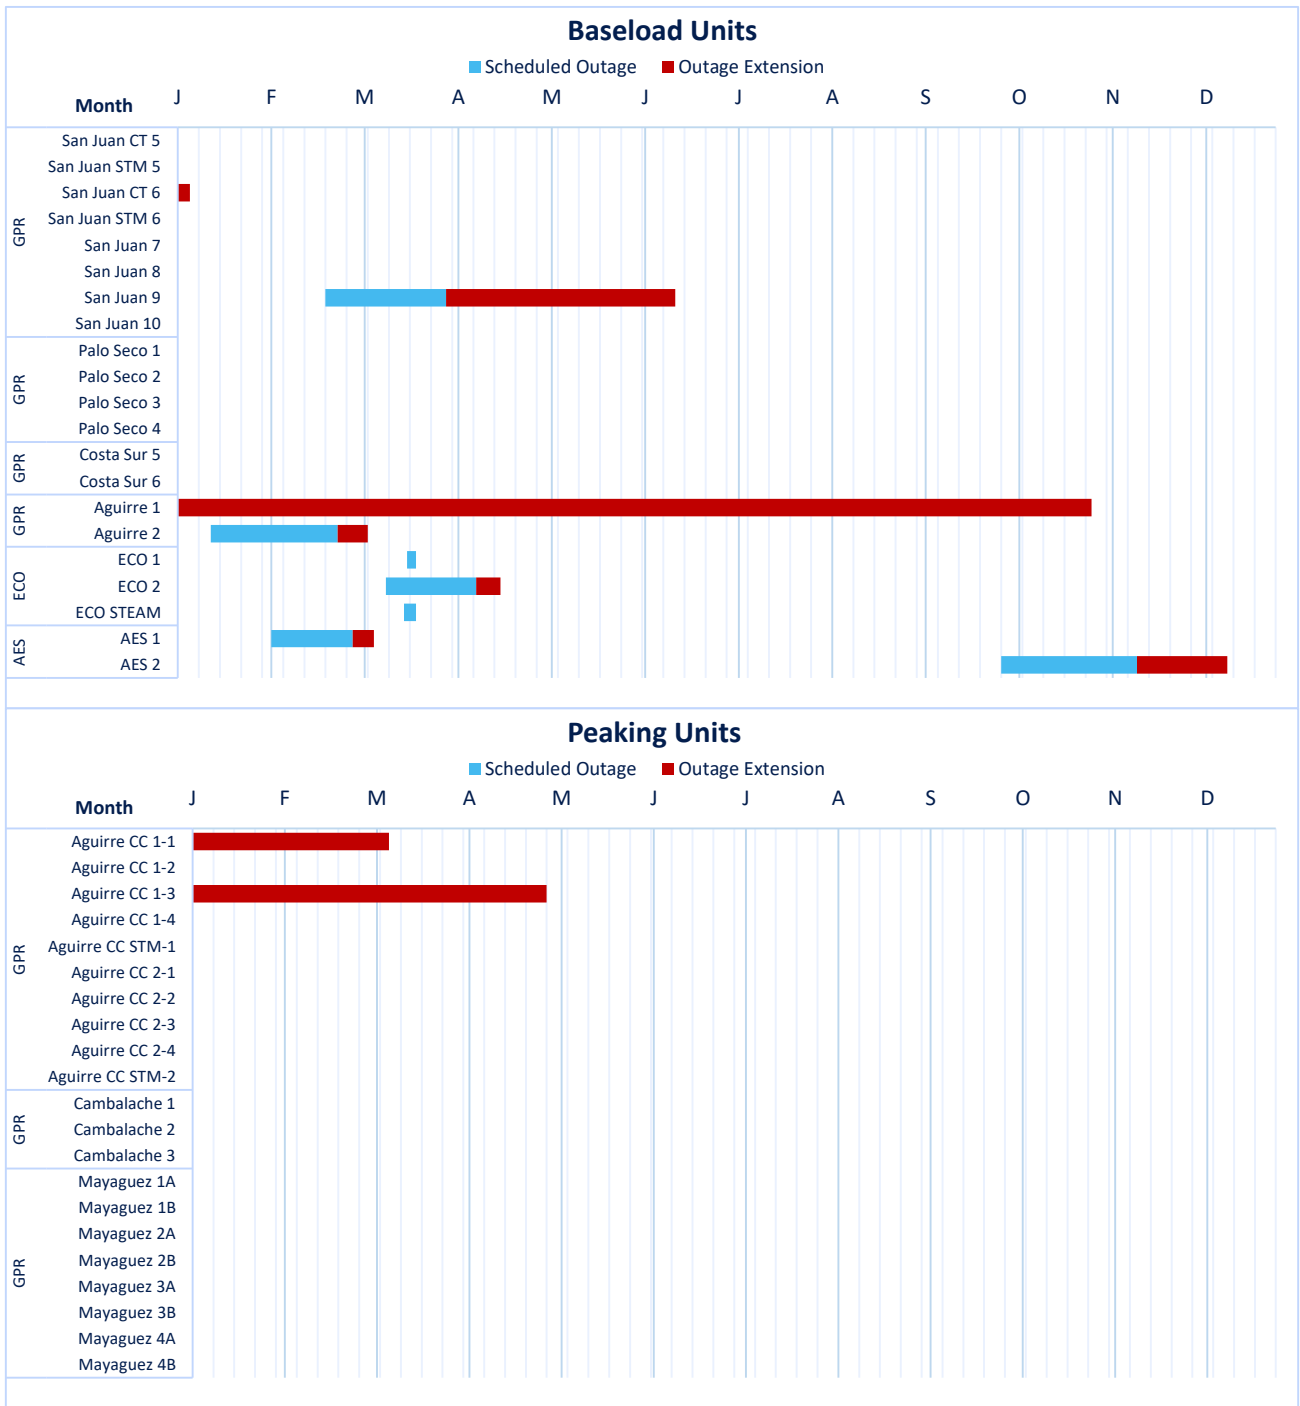 Baseload Units
Scheduled Outage Outage Extension
Month J F M A M J J A S O N D
GPR
San Juan CT 5
San Juan STM 5
San Juan CT 6
San Juan STM 6
San Juan 7
San Juan 8
San Juan 9
San Juan 10
GPR
Palo Seco 1
Palo Seco 2
Palo Seco 3
Palo Seco 4
GPR
Costa Sur 5
Costa Sur 6
GPR
Aguirre 1
Aguirre 2
ECO
ECO 1
ECO 2
ECO STEAM
AES
AES 1
AES 2
Peaking Units
Scheduled Outage Outage Extension
Month J F M A M J J A S O N D
GPR
Aguirre CC 1-1
Aguirre CC 1-2
Aguirre CC 1-3
Aguirre CC 1-4
Aguirre CC STM-1
Aguirre CC 2-1
Aguirre CC 2-2
Aguirre CC 2-3
Aguirre CC 2-4
Aguirre CC STM-2
GPR
Cambalache 1
Cambalache 2
Cambalache 3
GPR
Mayaguez 1A
Mayaguez 1B
Mayaguez 2A
Mayaguez 2B
Mayaguez 3A
Mayaguez 3B
Mayaguez 4A
Mayaguez 4B